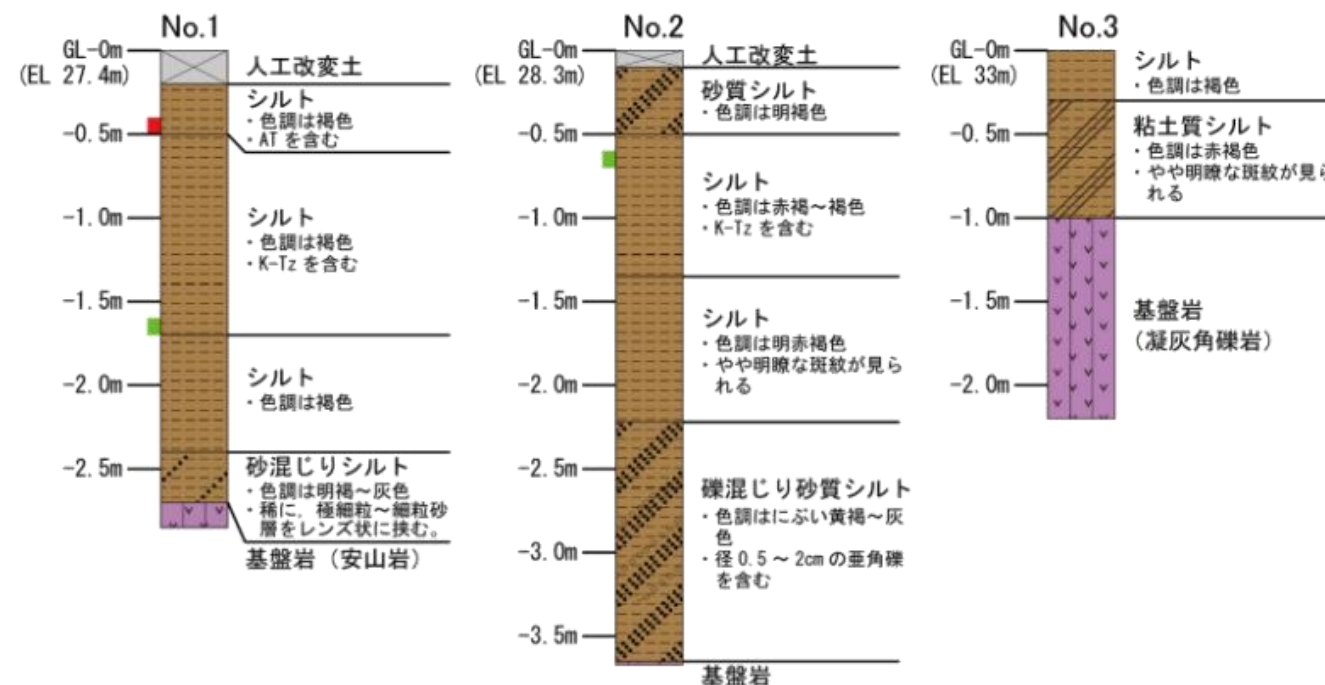 No.1
GL-0m
(EL 27.4m)
-0.5m
-1.0m
-1.5m
-2.0m
-2.5m
人工改変土
シルト
・色調は褐色
・ATを含む
シルト
・色調は褐色
・K-Tzを含む
シルト
・色調は褐色
砂混じりシルト
・色調は明褐～灰色
・稀に，極細粒～細粒砂
層をレンズ状に挟む。
基盤岩（安山岩）
No.2
GL-0m
(EL 28.3m)
-0.5m
-1.0m
-1.5m
-2.0m
-2.5m
-3.0m
-3.5m
人工改変土
砂質シルト
・色調は明褐色
シルト
・色調は赤褐～褐色
・K-Tzを含む
シルト
・色調は明赤褐色
・やや明瞭な斑紋が見ら
れる
礫混じり砂質シルト
・色調はにぶい黄褐～灰
色
・径0.5～2cmの亜角礫
を含む
基盤岩
No.3
GL-0m
(EL 33m)
-0.5m
-1.0m
-1.5m
-2.0m
シルト
・色調は褐色
粘土質シルト
・色調は赤褐色
・やや明瞭な斑紋が見ら
れる
基盤岩
（凝灰角礫岩）